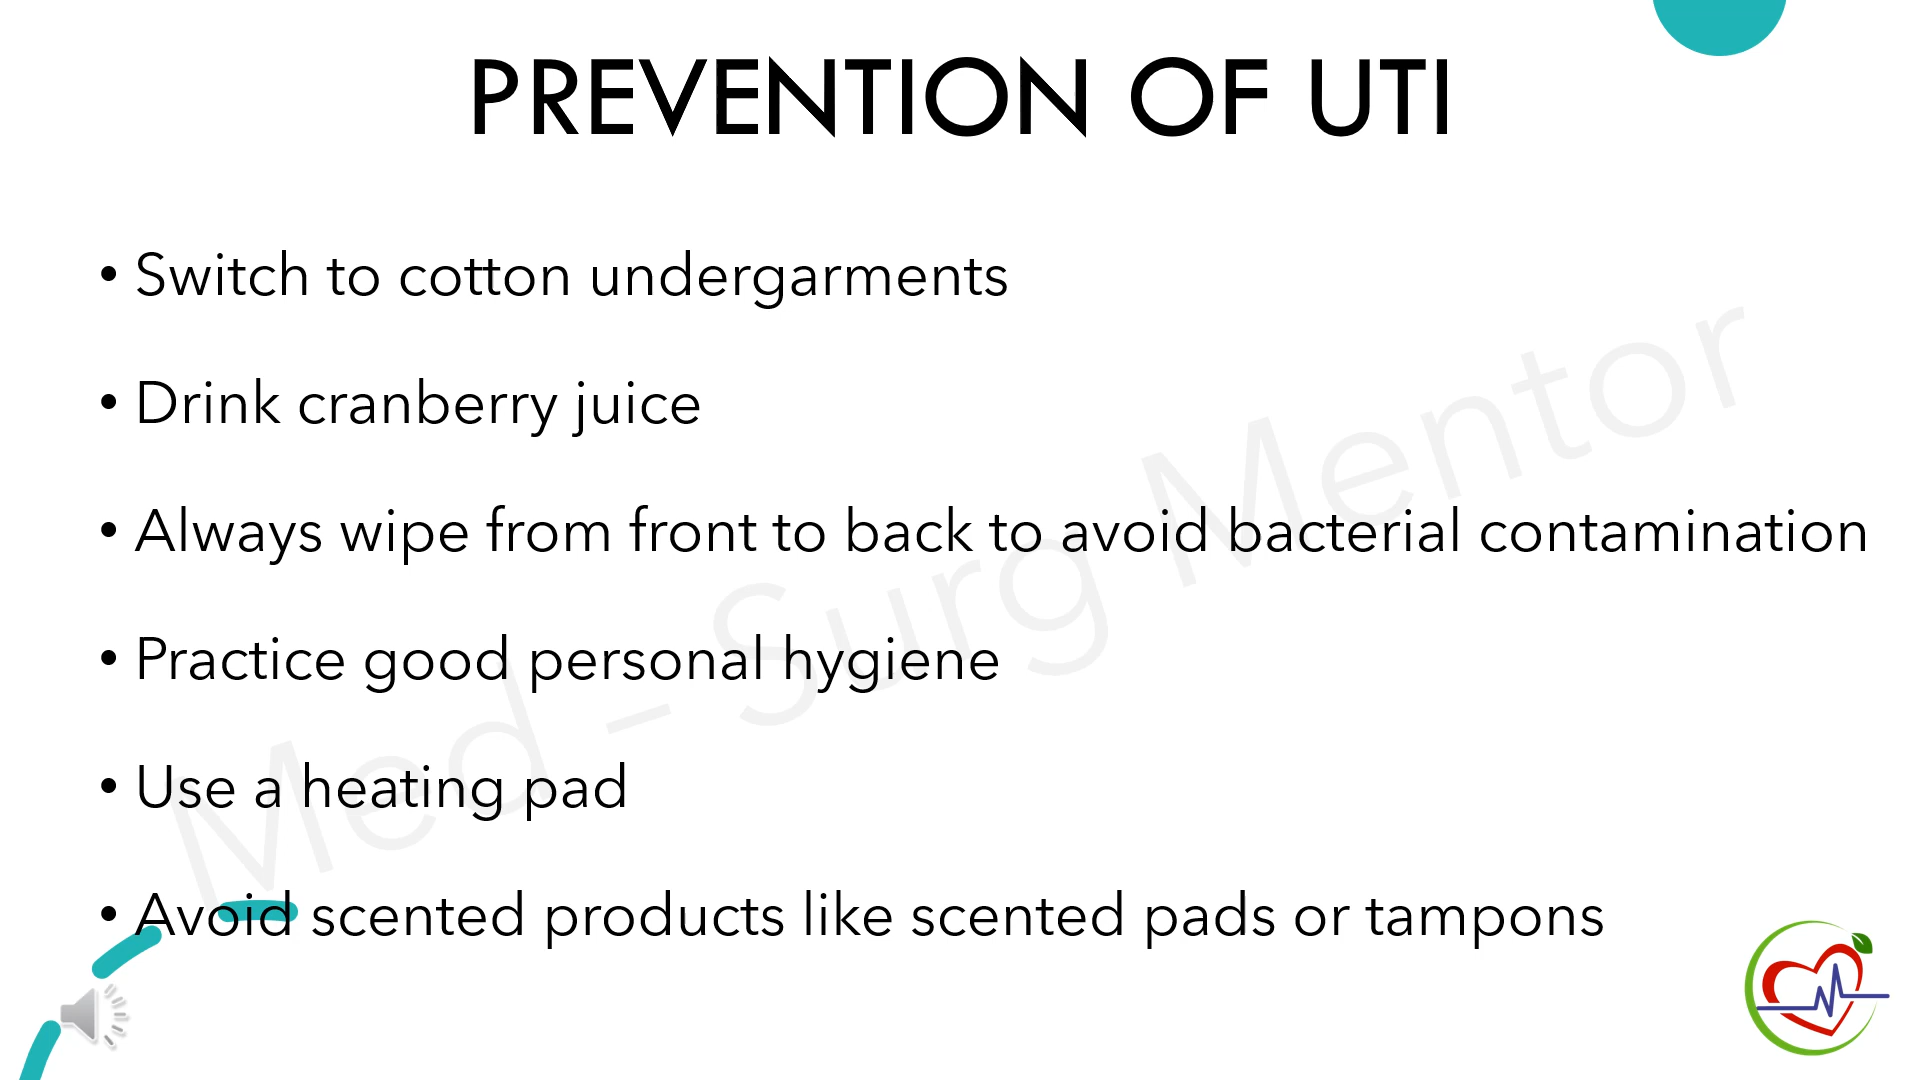 PREVENTION OF UTI
• Switch to cotton undergarments
• Drink cranberry juice
• Always wipe from front to back to avoid bacterial contamination
• Practice good personal hygiene
• Use a heating pad
• Avoid scented products like scented pads or tampons
Med - Surg Mentor